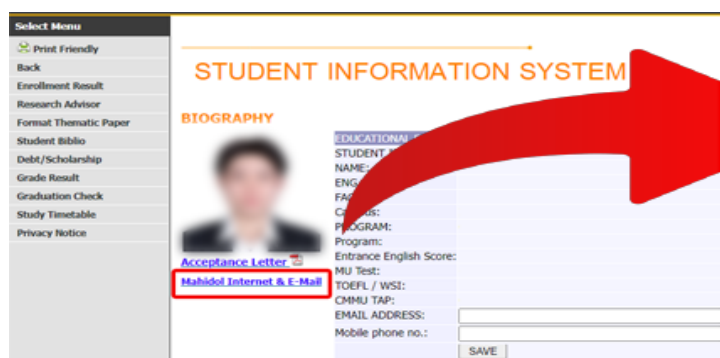 Select Menu
Print Friendly
Back
Enrollment Result
Research Advisor
Format Thematic Paper
Student Biblio
Debt/Scholarship
Grade Result
Graduation Check
Study Timetable
Privacy Notice
STUDENT INFORMATION SYSTEM
BIOGRAPHY
Acceptance Letter
Mahidol Internet & E-Mail
EDUCATIONAL
STUDENT
NAME:
ENG
PROGRAM:
Program:
Entrance English Score:
MU Test:
TOEFL / WSI:
CMMU TAP:
EMAIL ADDRESS:
Mobile phone no.:
SAVE